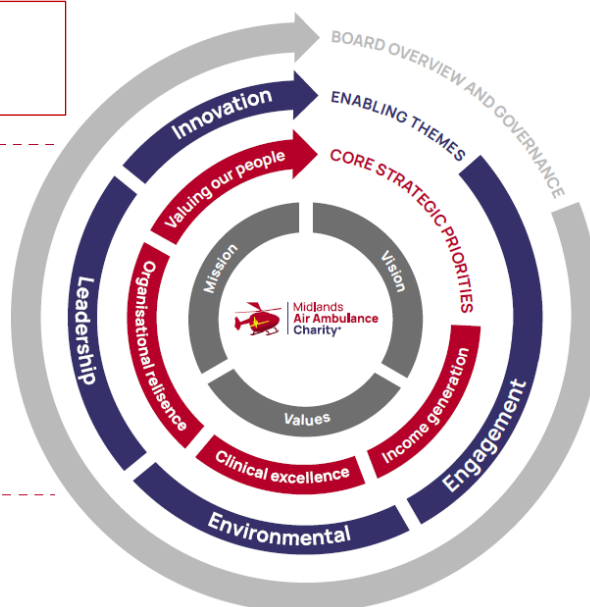 BOARD OVERVIEW AND GOVERNANCE
ENABLING THEMES
CORE STRATEGIC PRIORITIES
Innovation
Valuing our people
Mission
Vision
Values
Midlands
Air Ambulance
Charity
Leadership
Organisational relisence
Clinical excellence
Income generation
Engagement
Environmental